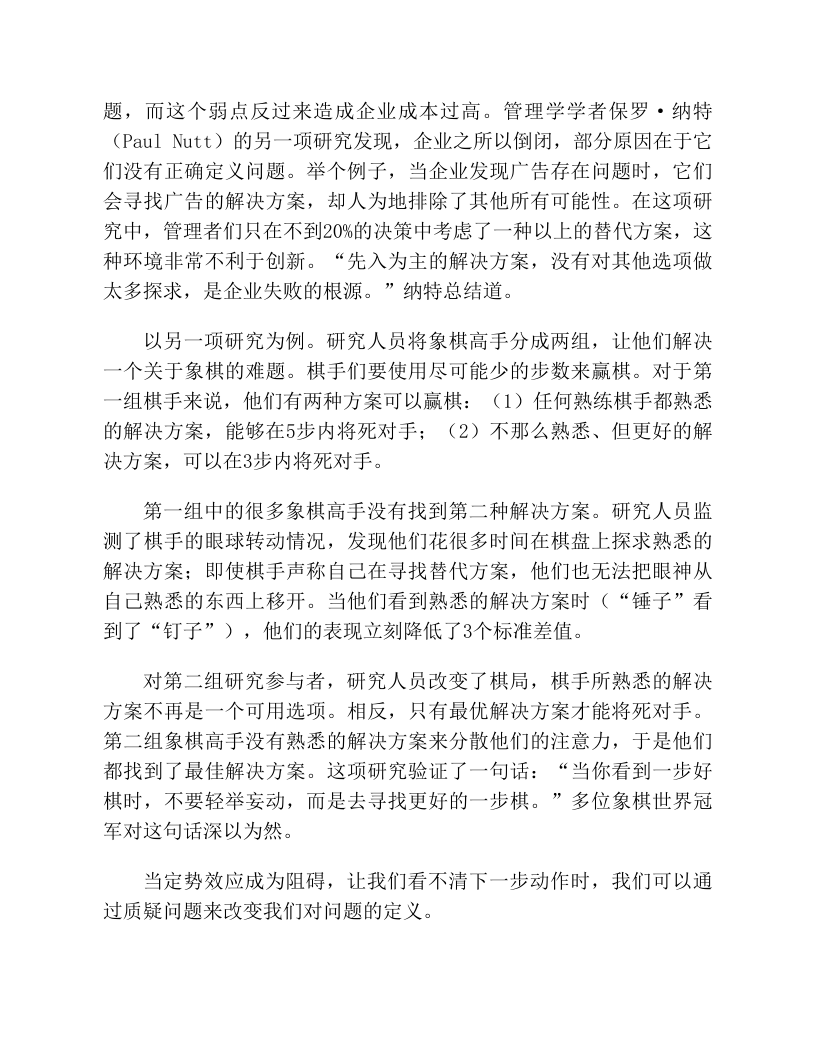 题，而这个弱点反过来造成企业成本过高。管理学学者保罗·纳特
（Paul Nutt）的另一项研究发现，企业之所以倒闭，部分原因在于它
们没有正确定义问题。举个例子，当企业发现广告存在问题时，它们
会寻找广告的解决方案，却人为地排除了其他所有可能性。在这项研
究中，管理者们只在不到20%的决策中考虑了一种以上的替代方案，这
种环境非常不利于创新。“先入为主的解决方案，没有对其他选项做
太多探求，是企业失败的根源。”纳特总结道。
以另一项研究为例。研究人员将象棋高手分成两组，让他们解决
一个关于象棋的难题。棋手们要使用尽可能少的步数来赢棋。对于第
一组棋手来说，他们有两种方案可以赢棋：（1）任何熟练棋手都熟悉
的解决方案，能够在5步内将死对手；（2）不那么熟悉、但更好的解
决方案，可以在3步内将死对手。
第一组中的很多象棋高手没有找到第二种解决方案。研究人员监
测了棋手的眼球转动情况，发现他们花很多时间在棋盘上探求熟悉的
解决方案；即使棋手声称自己在寻找替代方案，他们也无法把眼神从
自己熟悉的东西上移开。当他们看到熟悉的解决方案时（“锤子”看
到了“钉子”），他们的表现立刻降低了3个标准差值。
对第二组研究参与者，研究人员改变了棋局，棋手所熟悉的解决
方案不再是一个可用选项。相反，只有最优解决方案才能将死对手。
第二组象棋高手没有熟悉的解决方案来分散他们的注意力，于是他们
都找到了最佳解决方案。这项研究验证了一句话：“当你看到一步好
棋时，不要轻举妄动，而是去寻找更好的一步棋。”多位象棋世界冠
军对这句话深以为然。
当定势效应成为阻碍，让我们看不清下一步动作时，我们可以通
过质疑问题来改变我们对问题的定义。